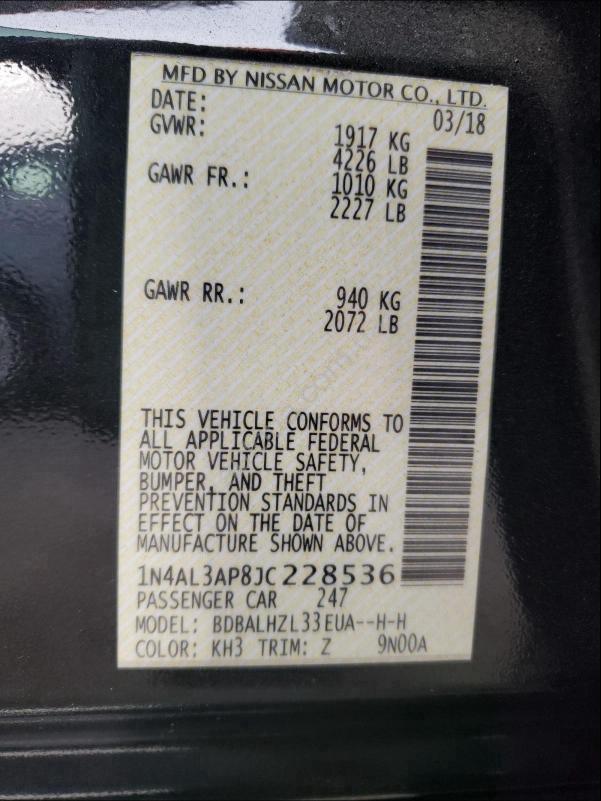 MFD BY NISSAN MOTOR CO., LTD.
DATE: 03/18
GVWR: 1917 KG
4226 LB
GAWR FR.: 1010 KG
2227 LB
GAWR RR.: 940 KG
2072 LB
THIS VEHICLE CONFORMS TO
ALL APPLICABLE FEDERAL
MOTOR VEHICLE SAFETY,
BUMPER, AND THEFT
PREVENTION STANDARDS IN
EFFECT ON THE DATE OF
MANUFACTURE SHOWN ABOVE.
1N4AL3AP8JC228536
PASSENGER CAR 247
MODEL: BDBALHZL33EUA--H-H
COLOR: KH3 TRIM: Z 9N00A